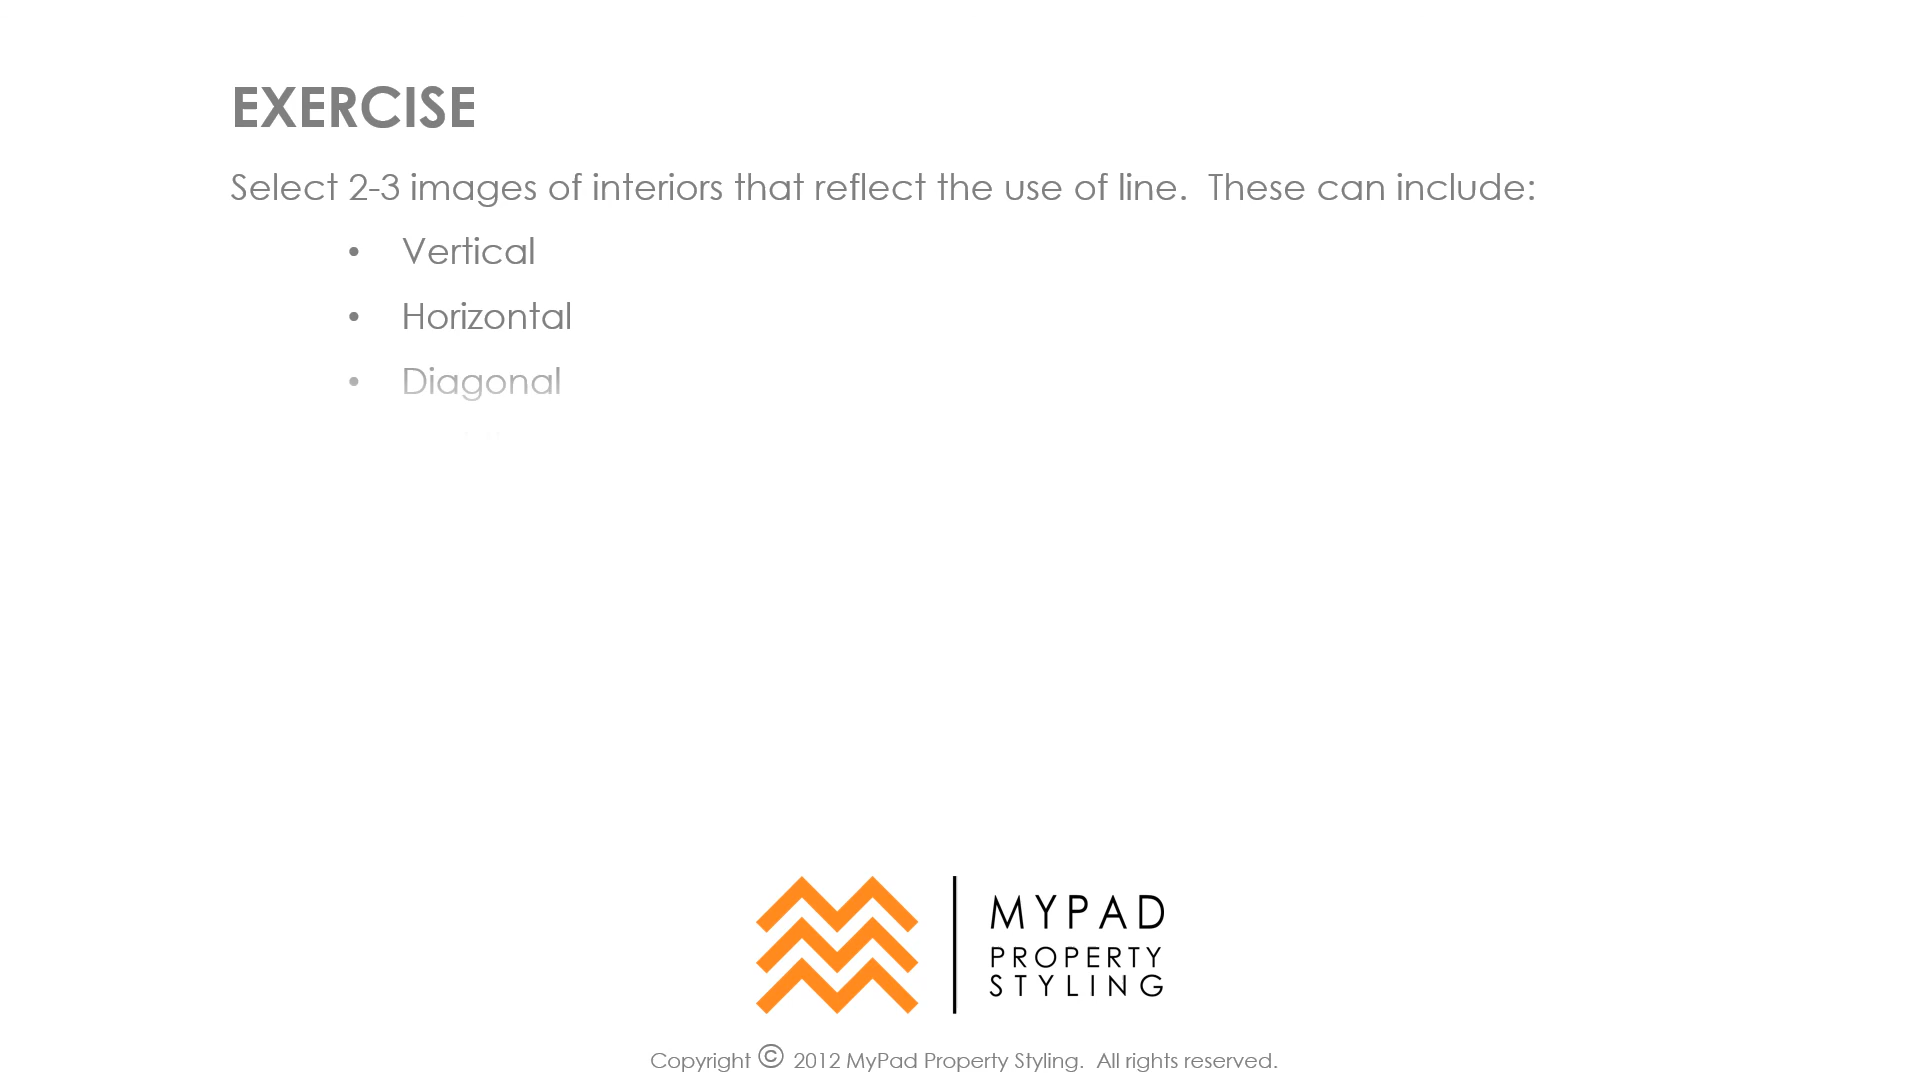 EXERCISE
Select 2-3 images of interiors that reflect the use of line.  These can include:
• Vertical
• Horizontal
• Diagonal
MYPAD
PROPERTY
STYLING
Copyright © 2012 MyPad Property Styling.  All rights reserved.